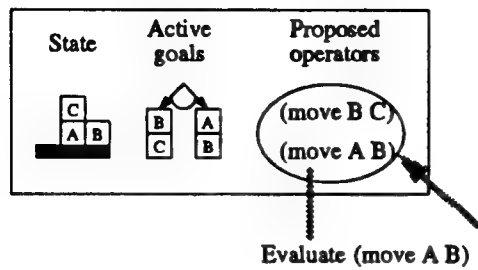 State
Active
goals
Proposed
operators
C
A B
B
C
A
B
(move B C)
(move A B)
Evaluate (move A B)